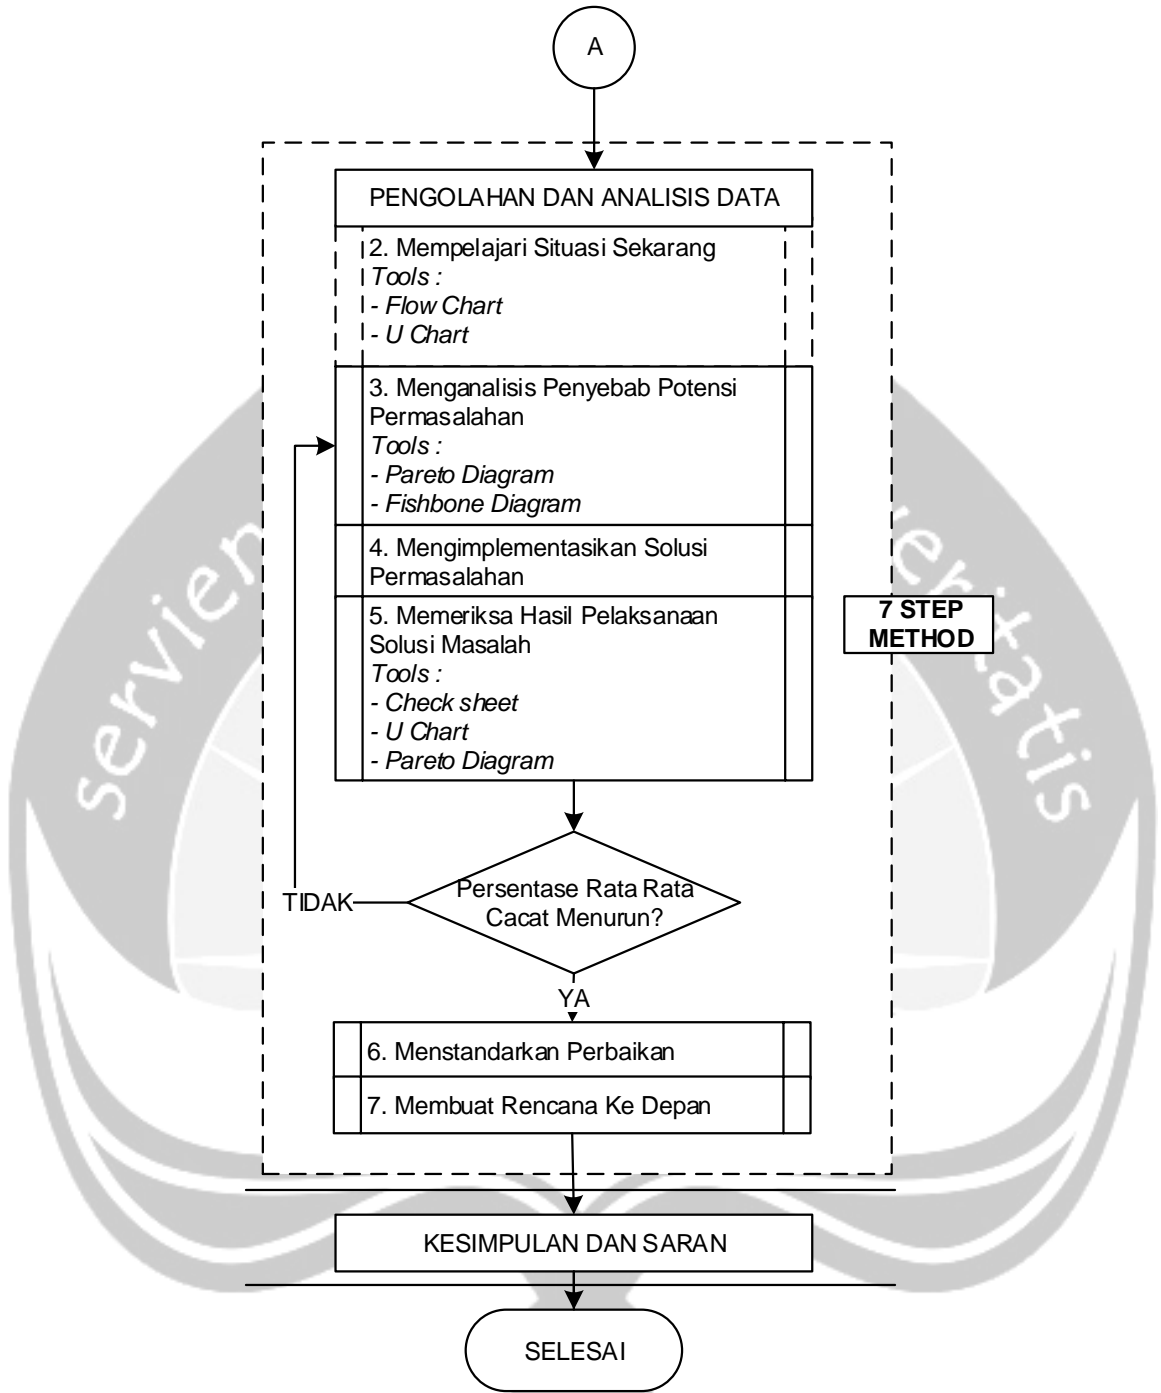 A
PENGOLAHAN DAN ANALISIS DATA
2. Mempelajari Situasi Sekarang
Tools :
- Flow Chart
- U Chart
3. Menganalisis Penyebab Potensi
Permasalahan
Tools :
- Pareto Diagram
- Fishbone Diagram
4. Mengimplementasikan Solusi
Permasalahan
5. Memeriksa Hasil Pelaksanaan
Solusi Masalah
Tools :
- Check sheet
- U Chart
- Pareto Diagram
7 STEP
METHOD
servien
veritatis
TIDAK
Persentase Rata Rata
Cacat Menurun?
YA
6. Menstandarkan Perbaikan
7. Membuat Rencana Ke Depan
KESIMPULAN DAN SARAN
SELESAI